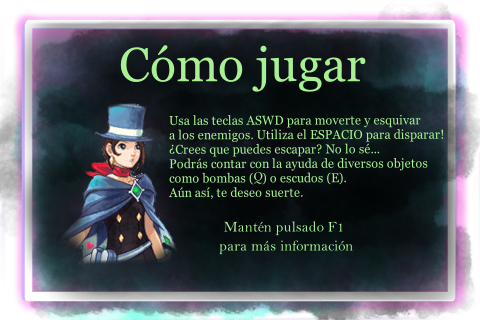 Cómo jugar
Usa las teclas ASWD para moverte y esquivar
a los enemigos. Utiliza el ESPACIO para disparar!
¿Crees que puedes escapar? No lo sé...
Podrás contar con la ayuda de diversos objetos
como bombas (Q) o escudos (E).
Aún así, te deseo suerte.
Mantén pulsado F1
para más información